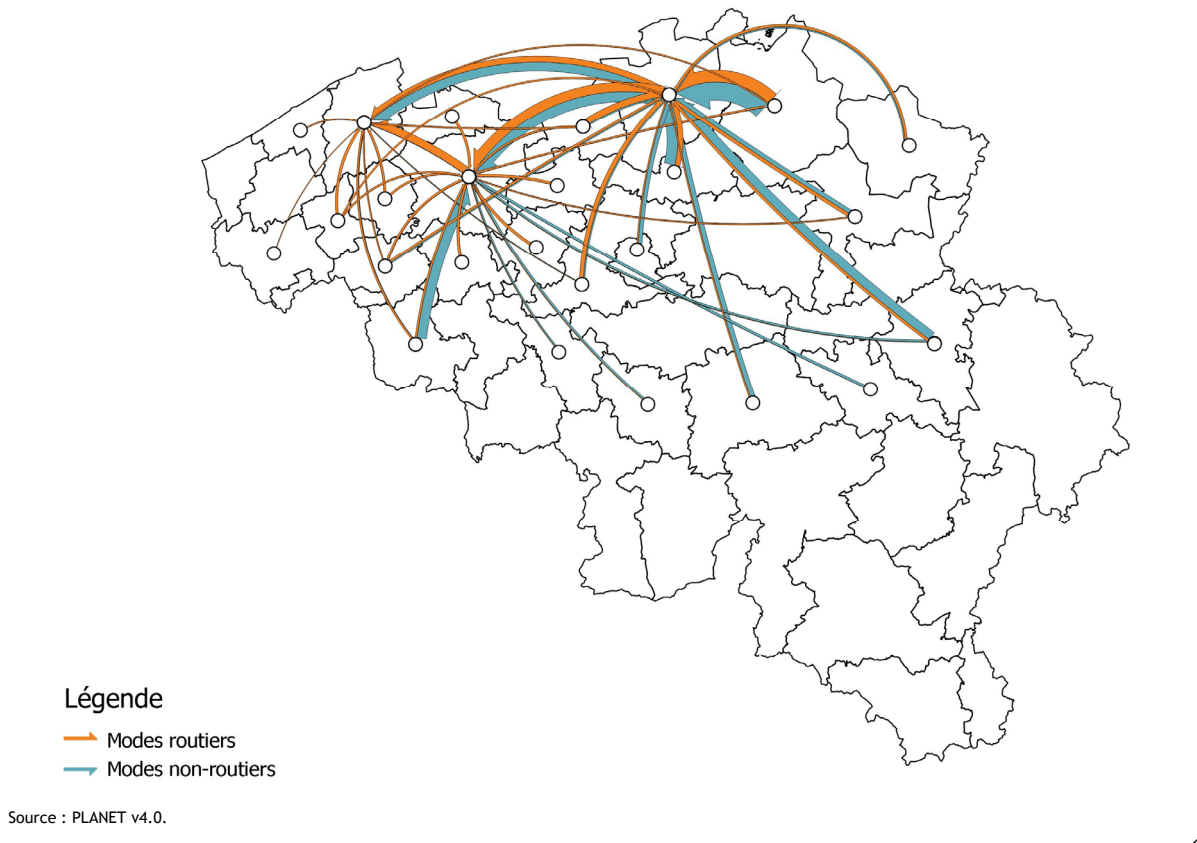 Légende
Modes routiers
Modes non-routiers
Source : PLANET v4.0.